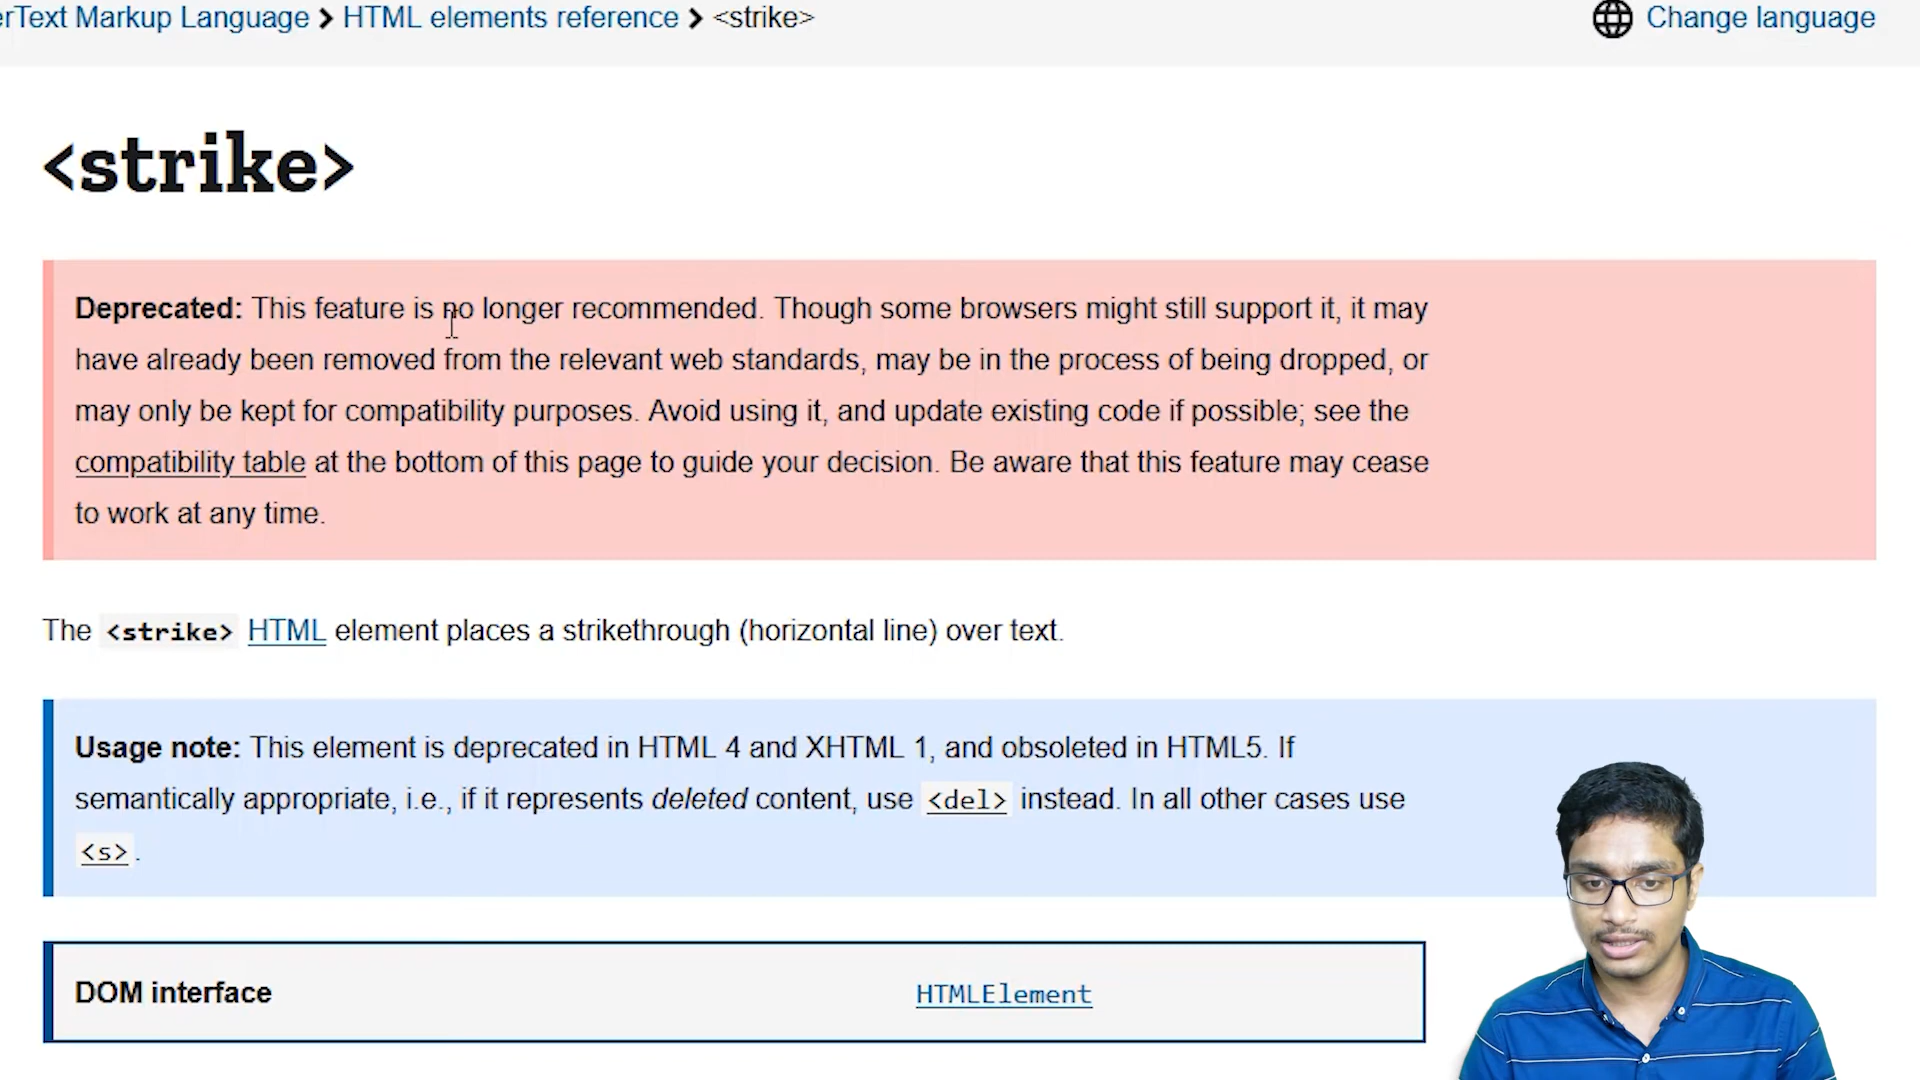 erText Markup Language > HTML elements reference > <strike>
Change language
<strike>
Deprecated: This feature is no longer recommended. Though some browsers might still support it, it may
have already been removed from the relevant web standards, may be in the process of being dropped, or
may only be kept for compatibility purposes. Avoid using it, and update existing code if possible; see the
compatibility table at the bottom of this page to guide your decision. Be aware that this feature may cease
to work at any time.
The <strike> HTML element places a strikethrough (horizontal line) over text.
Usage note: This element is deprecated in HTML 4 and XHTML 1, and obsoleted in HTML5. If
semantically appropriate, i.e., if it represents deleted content, use <del> instead. In all other cases use
<s>.
DOM interface
HTMLElement